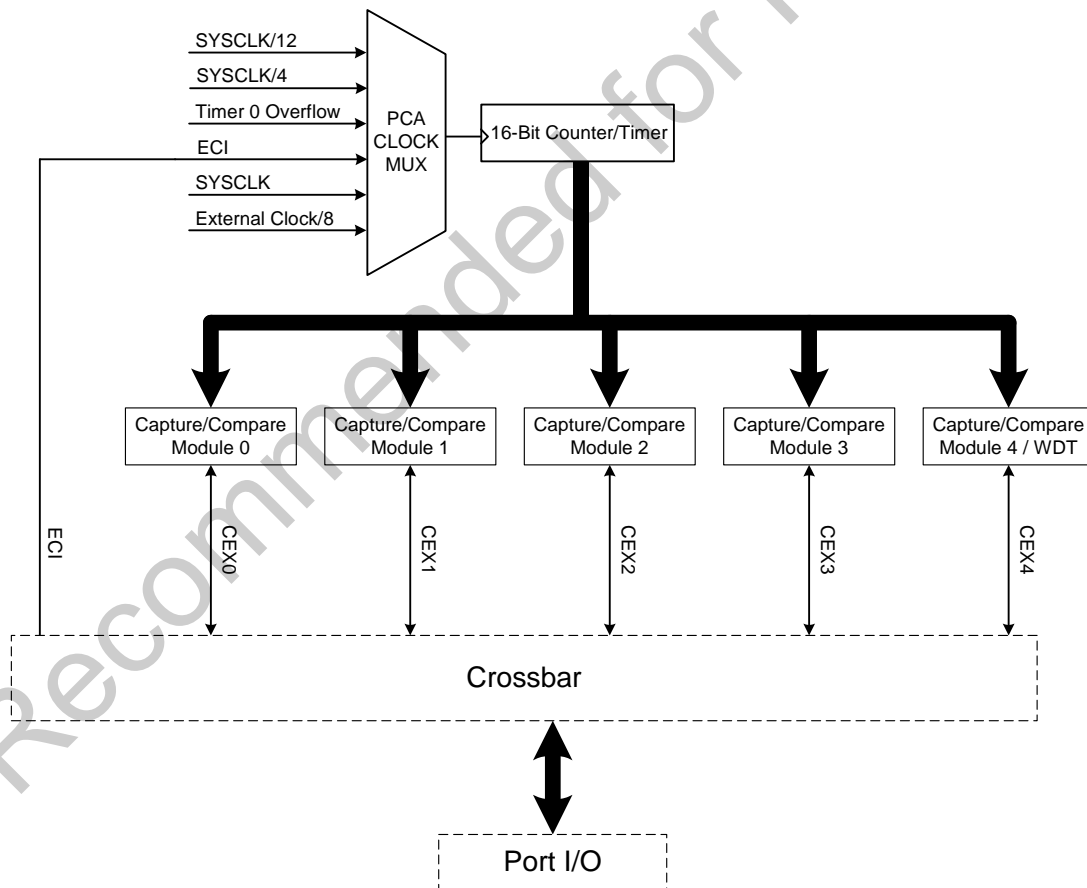 SYSCLK/12
SYSCLK/4
Timer 0 Overflow
ECI
SYSCLK
External Clock/8
PCA
CLOCK
MUX
16-Bit Counter/Timer
Capture/Compare
Module 0
Capture/Compare
Module 1
Capture/Compare
Module 2
Capture/Compare
Module 3
Capture/Compare
Module 4 / WDT
ECI
CEX0
CEX1
CEX2
CEX3
CEX4
Crossbar
Port I/O
Recommended for